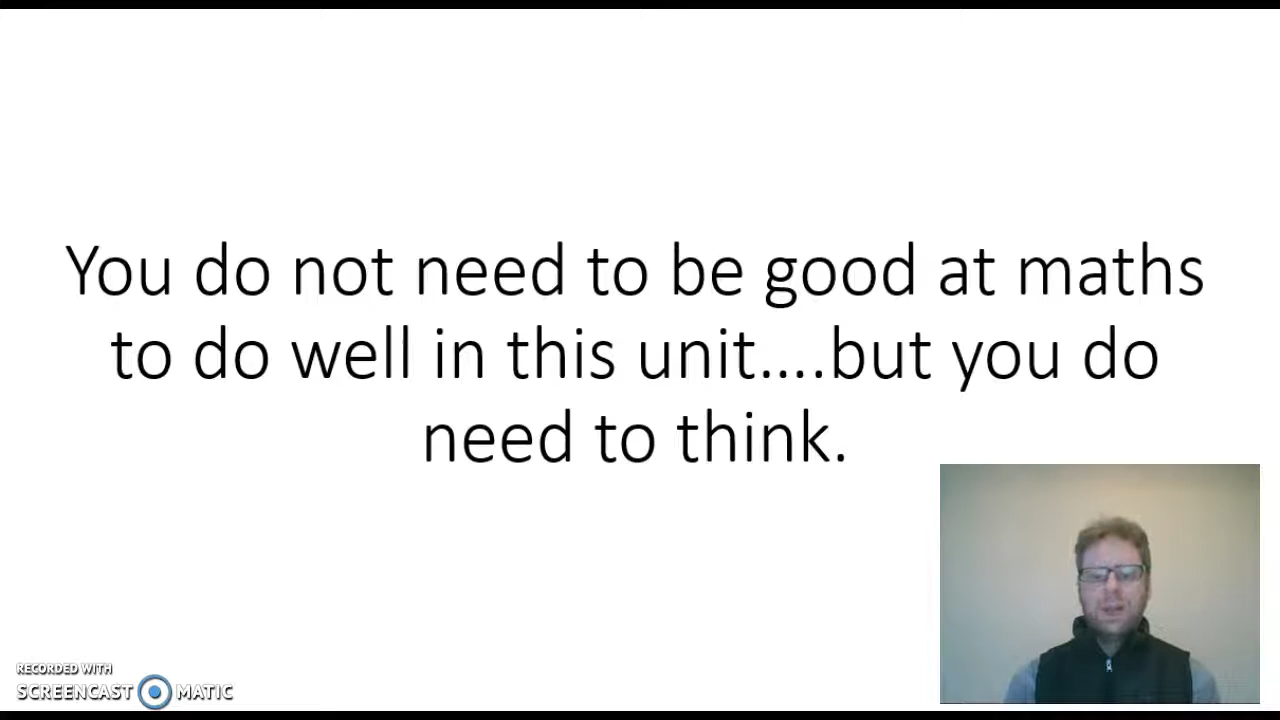 You do not need to be good at maths
to do well in this unit....but you do
need to think.
RECORDED WITH
SCREENCAST MATIC